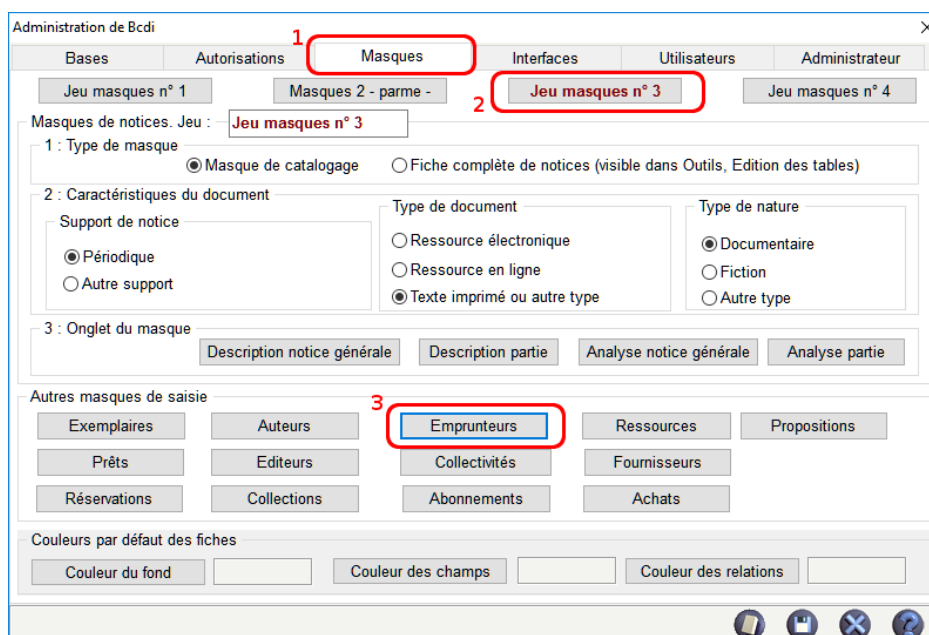 Administration de Bcdi
1
Bases Autorisations Masques Interfaces Utilisateurs Administrateur
2
Jeu masques n° 1 Masques 2 - parme - Jeu masques n° 3 Jeu masques n° 4
Masques de notices. Jeu : Jeu masques n° 3
1 : Type de masque
Masque de catalogage Fiche complète de notices (visible dans Outils, Edition des tables)
2 : Caractéristiques du document
Support de notice
Périodique
Autre support
Type de document
Ressource électronique
Ressource en ligne
Texte imprimé ou autre type
Type de nature
Documentaire
Fiction
Autre type
3 : Onglet du masque
Description notice générale Description partie Analyse notice générale Analyse partie
Autres masques de saisie
3
Exemplaires Auteurs Emprunteurs Ressources Propositions
Prêts Editeurs Collectivités Fournisseurs
Réservations Collections Abonnements Achats
Couleurs par défaut des fiches
Couleur du fond Couleur des champs Couleur des relations
?